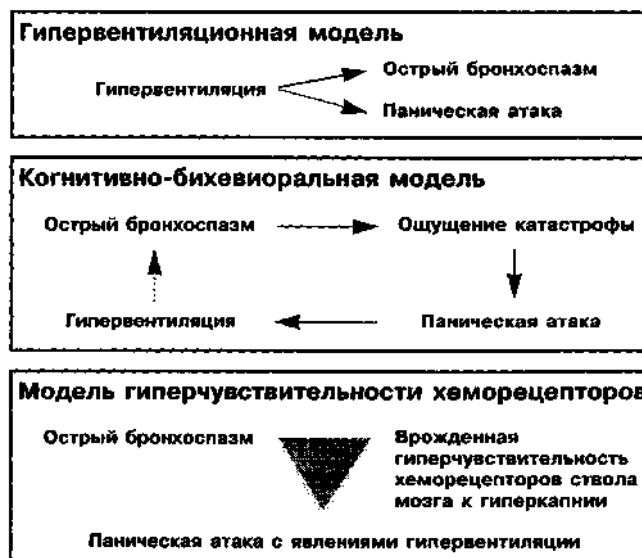 Гипервентиляционная модель
Острый бронхоспазм
Гипервентиляция
Паническая атака
Когнитивно-бихевиоральная модель
Острый бронхоспазм Ощущение катастрофы
Гипервентиляция Паническая атака
Модель гиперчувствительности хеморецепторов
Острый бронхоспазм
Врожденная
гиперчувствительность
хеморецепторов ствола
мозга к гиперкапнии
Паническая атака с явлениями гипервентиляции